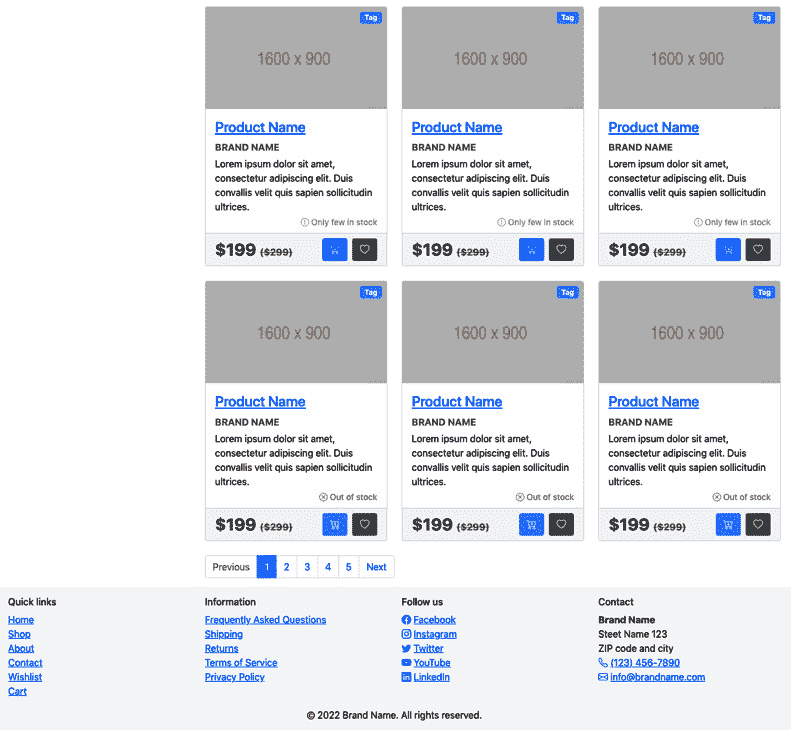 Tag
1600 x 900
Product Name
BRAND NAME
Lorem ipsum dolor sit amet,
consectetur adipiscing elit. Duis
convallis velit quis sapien sollicitudin
ultrices.
Only few in stock
$199 ($299)
Tag
1600 x 900
Product Name
BRAND NAME
Lorem ipsum dolor sit amet,
consectetur adipiscing elit. Duis
convallis velit quis sapien sollicitudin
ultrices.
Only few in stock
$199 ($299)
Tag
1600 x 900
Product Name
BRAND NAME
Lorem ipsum dolor sit amet,
consectetur adipiscing elit. Duis
convallis velit quis sapien sollicitudin
ultrices.
Only few in stock
$199 ($299)
Tag
1600 x 900
Product Name
BRAND NAME
Lorem ipsum dolor sit amet,
consectetur adipiscing elit. Duis
convallis velit quis sapien sollicitudin
ultrices.
Out of stock
$199 ($299)
Tag
1600 x 900
Product Name
BRAND NAME
Lorem ipsum dolor sit amet,
consectetur adipiscing elit. Duis
convallis velit quis sapien sollicitudin
ultrices.
Out of stock
$199 ($299)
Tag
1600 x 900
Product Name
BRAND NAME
Lorem ipsum dolor sit amet,
consectetur adipiscing elit. Duis
convallis velit quis sapien sollicitudin
ultrices.
Out of stock
$199 ($299)
Previous 1 2 3 4 5 Next
Quick links
Home
Shop
About
Contact
Wishlist
Cart
Information
Frequently Asked Questions
Shipping
Returns
Terms of Service
Privacy Policy
Follow us
Facebook
Instagram
Twitter
YouTube
LinkedIn
Contact
Brand Name
Steet Name 123
ZIP code and city
(123) 456-7890
info@brandname.com
© 2022 Brand Name. All rights reserved.